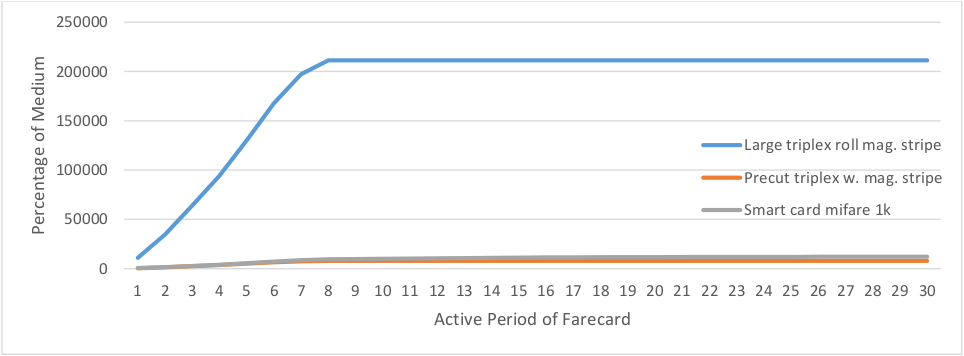 250000
200000
150000
100000
50000
0
Percentage of Medium
Large triplex roll mag. stripe
Precut triplex w. mag. stripe
Smart card mifare 1k
1 2 3 4 5 6 7 8 9 10 11 12 13 14 15 16 17 18 19 20 21 22 23 24 25 26 27 28 29 30
Active Period of Farecard